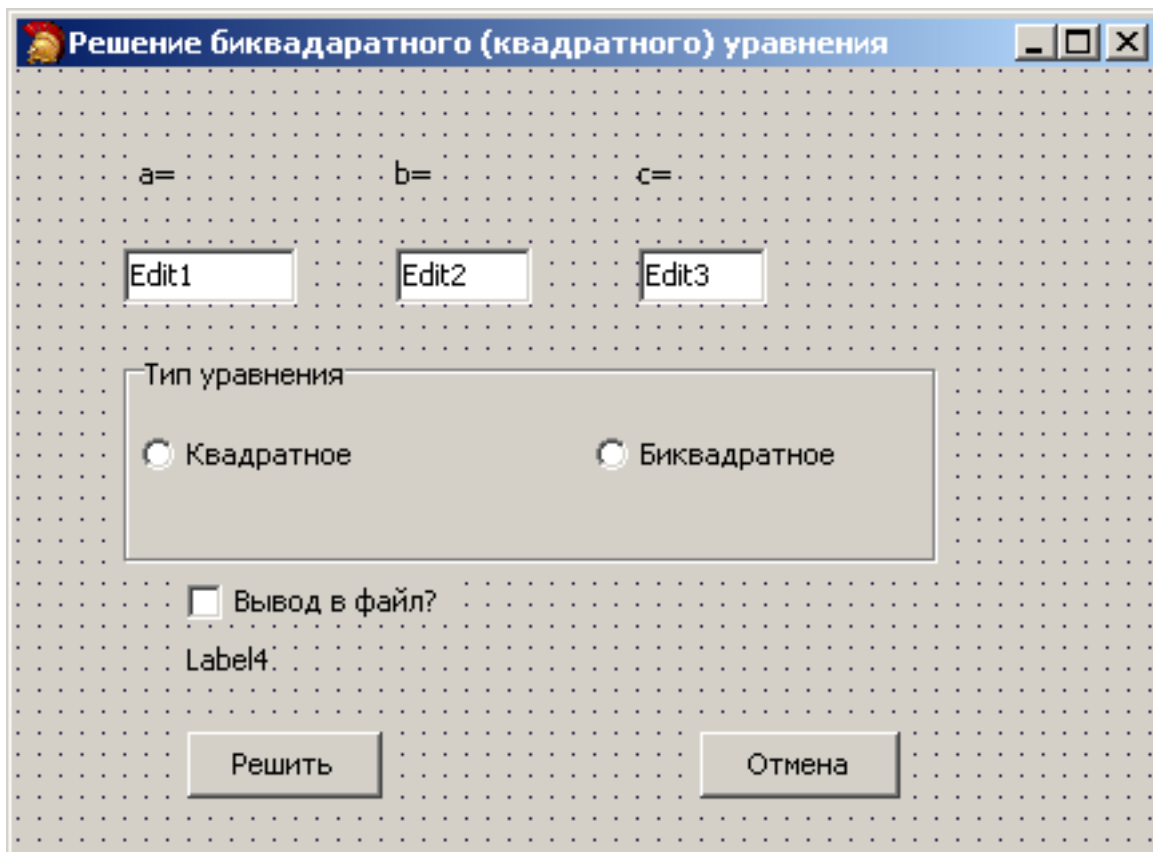 Решение биквадаратного (квадратного) уравнения
a= b= c=
Edit1 Edit2 Edit3
Тип уравнения
Квадратное Биквадратное
Вывод в файл?
Label4
Решить Отмена